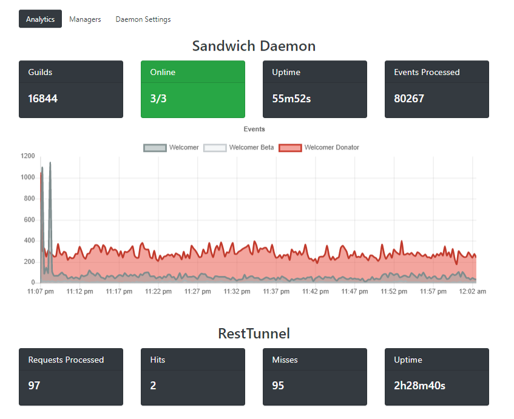 Analytics Managers Daemon Settings
Sandwich Daemon
Guilds Online Uptime Events Processed
16844 3/3 55m52s 80267
Events
Welcomer Welcomer Beta Welcomer Donator
1200
1000
800
600
400
200
0
11:07 pm 11:12 pm 11:17 pm 11:22 pm 11:27 pm 11:32 pm 11:37 pm 11:42 pm 11:47 pm 11:52 pm 11:57 pm 12:02 am
RestTunnel
Requests Processed Hits Misses Uptime
97 2 95 2h28m40s